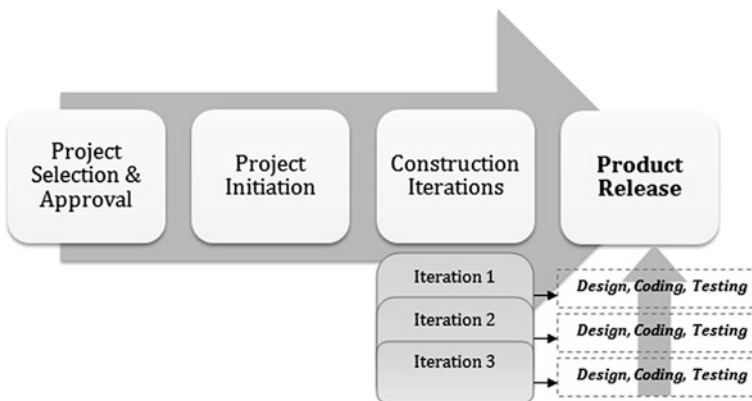 Project
Selection &
Approval
Project
Initiation
Construction
Iterations
Product
Release
Iteration 1
Design, Coding, Testing
Iteration 2
Design, Coding, Testing
Iteration 3
Design, Coding, Testing